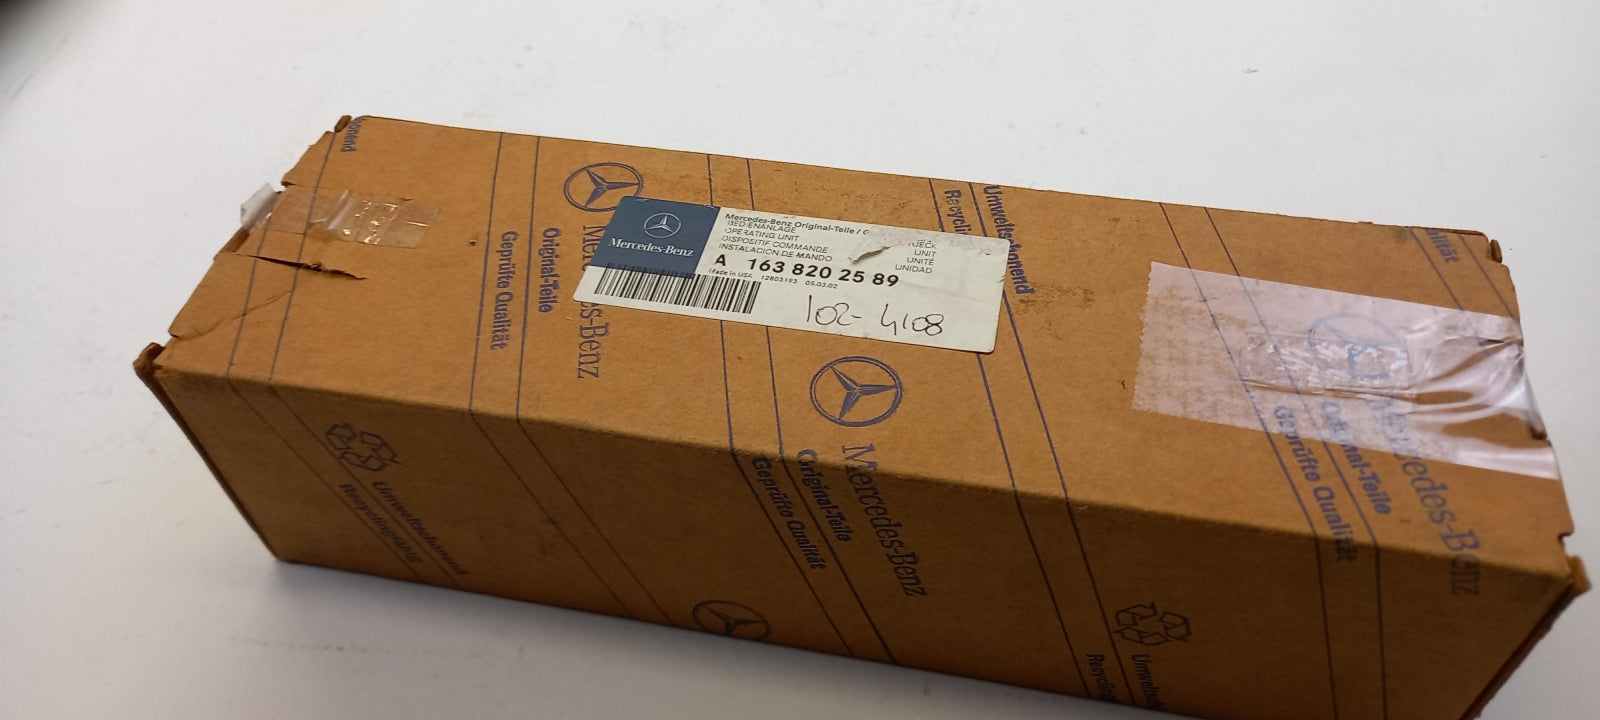 Mercedes-Benz
Mercedes-Benz Original-Teile / G
BEDIENANLAGE
OPERATING UNIT
DISPOSITIF COMMANDE
INSTALACION DE MANDO
UNIT
UNITÉ
UNIDAD
A 163 820 25 89
Made in USA 12803193 05.03.02
102-4108
Umweltschonend
Original-Teile
Geprüfte Qualität
Mercedes-Benz
Original-Teile
Geprüfte Qualität
Mercedes-Benz
Original-Teile
Geprüfte Qualität
Umweltschonend
Recyclingfähig